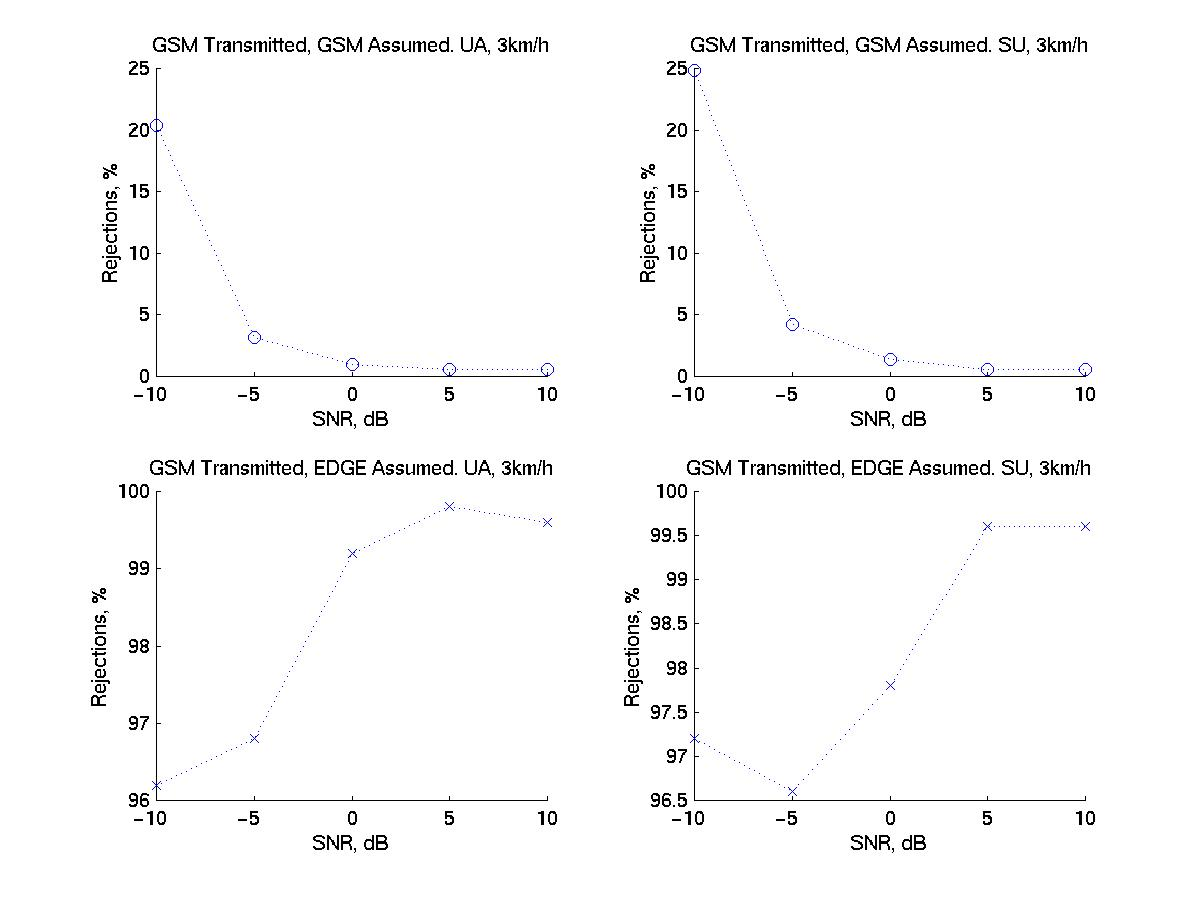 GSM Transmitted, GSM Assumed. UA, 3km/h
25
20
15
10
5
0
Rejections, %
−10 −5 0 5 10
SNR, dB
GSM Transmitted, GSM Assumed. SU, 3km/h
25
20
15
10
5
0
Rejections, %
−10 −5 0 5 10
SNR, dB
GSM Transmitted, EDGE Assumed. UA, 3km/h
100
99
98
97
96
Rejections, %
−10 −5 0 5 10
SNR, dB
GSM Transmitted, EDGE Assumed. SU, 3km/h
100
99.5
99
98.5
98
97.5
97
96.5
Rejections, %
−10 −5 0 5 10
SNR, dB